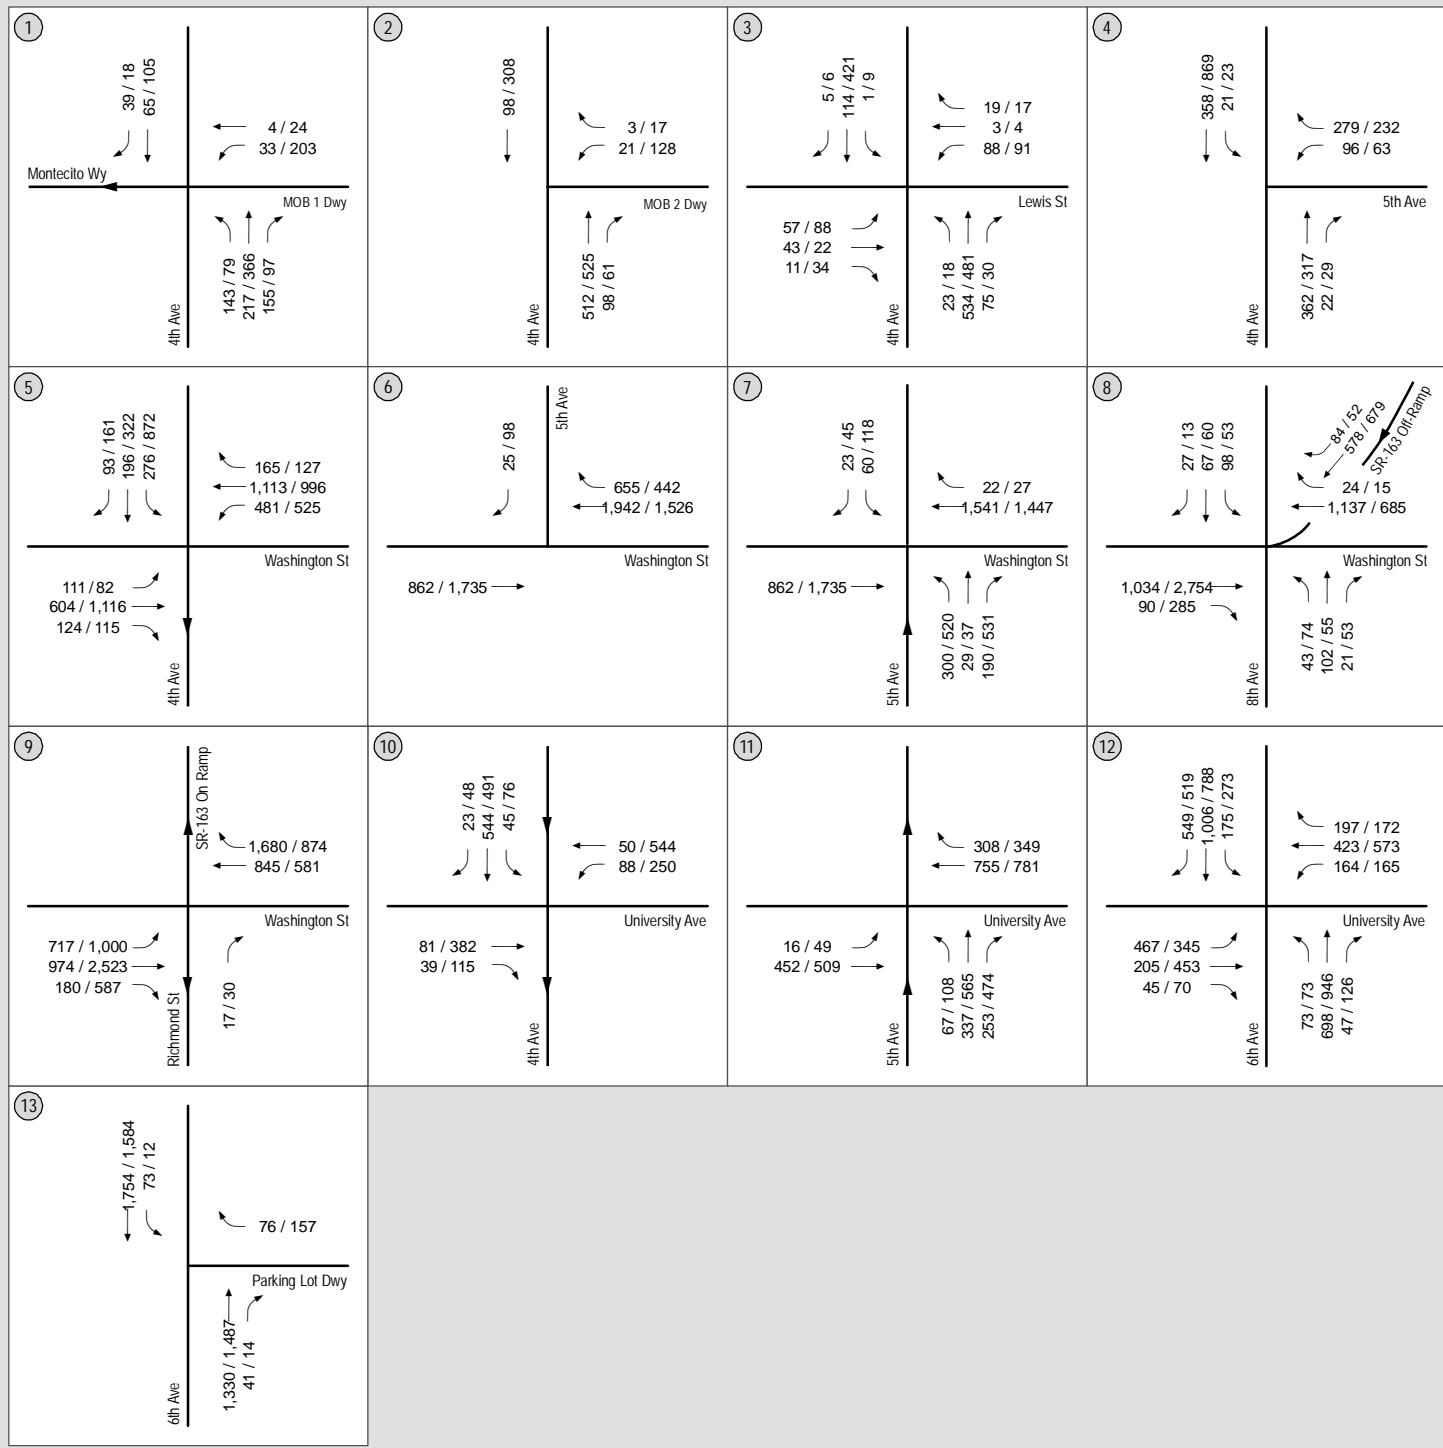 1
39 / 18
65 / 105
4 / 24
33 / 203
Montecito Wy
MOB 1 Dwy
143 / 79
217 / 366
155 / 97
4th Ave
2
98 / 308
3 / 17
21 / 128
MOB 2 Dwy
512 / 525
98 / 61
4th Ave
3
5 / 6
114 / 421
1 / 9
19 / 17
3 / 4
88 / 91
Lewis St
57 / 88
43 / 22
11 / 34
23 / 18
534 / 481
75 / 30
4th Ave
4
358 / 869
21 / 23
279 / 232
96 / 63
5th Ave
362 / 317
22 / 29
4th Ave
5
93 / 161
196 / 322
276 / 872
165 / 127
1,113 / 996
481 / 525
Washington St
111 / 82
604 / 1,116
124 / 115
4th Ave
6
25 / 98
5th Ave
655 / 442
1,942 / 1,526
Washington St
862 / 1,735
7
23 / 45
60 / 118
22 / 27
1,541 / 1,447
Washington St
862 / 1,735
300 / 520
29 / 37
190 / 531
5th Ave
8
27 / 13
67 / 60
98 / 53
84 / 52
578 / 679
SR-163 Off-Ramp
24 / 15
1,137 / 685
Washington St
1,034 / 2,754
90 / 285
43 / 74
102 / 55
21 / 53
8th Ave
9
SR-163 On Ramp
1,680 / 874
845 / 581
Washington St
717 / 1,000
974 / 2,523
180 / 587
17 / 30
Richmond St
10
23 / 48
544 / 491
45 / 76
50 / 544
88 / 250
University Ave
81 / 382
39 / 115
4th Ave
11
308 / 349
755 / 781
University Ave
16 / 49
452 / 509
67 / 108
337 / 565
253 / 474
5th Ave
12
549 / 519
1,006 / 788
175 / 273
197 / 172
423 / 573
164 / 165
University Ave
467 / 345
205 / 453
45 / 70
73 / 73
698 / 946
47 / 126
6th Ave
13
1,754 / 1,584
73 / 12
76 / 157
Parking Lot Dwy
1,330 / 1,487
41 / 14
6th Ave